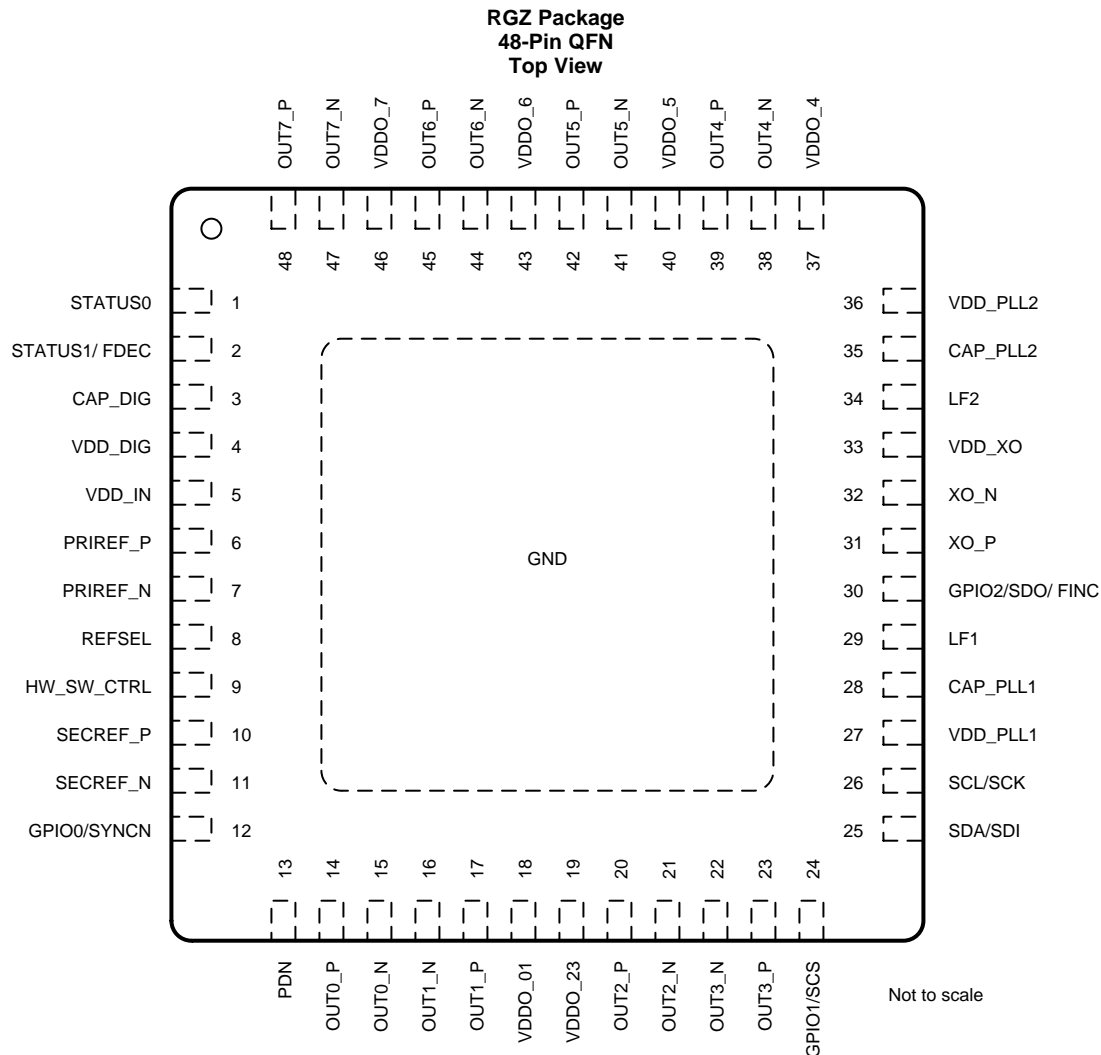 RGZ Package
48-Pin QFN
Top View
OUT7_P
OUT7_N
VDDO_7
OUT6_P
OUT6_N
VDDO_6
OUT5_P
OUT5_N
VDDO_5
OUT4_P
OUT4_N
VDDO_4
48
47
46
45
44
43
42
41
40
39
38
37
STATUS0 1
STATUS1/ FDEC 2
CAP_DIG 3
VDD_DIG 4
VDD_IN 5
PRIREF_P 6
PRIREF_N 7
REFSEL 8
HW_SW_CTRL 9
SECREF_P 10
SECREF_N 11
GPIO0/SYNCN 12
GND
36 VDD_PLL2
35 CAP_PLL2
34 LF2
33 VDD_XO
32 XO_N
31 XO_P
30 GPIO2/SDO/ FINC
29 LF1
28 CAP_PLL1
27 VDD_PLL1
26 SCL/SCK
25 SDA/SDI
13
14
15
16
17
18
19
20
21
22
23
24
PDN
OUT0_P
OUT0_N
OUT1_N
OUT1_P
VDDO_01
VDDO_23
OUT2_P
OUT2_N
OUT3_N
OUT3_P
GPIO1/SCS
Not to scale